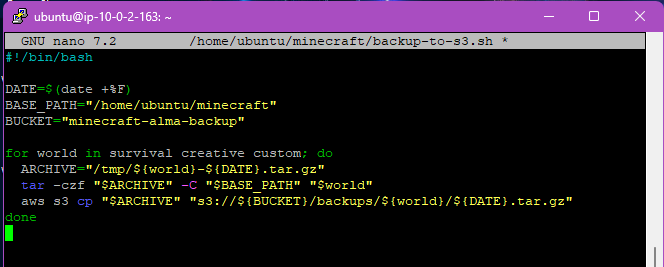 ubuntu@ip-10-0-2-163: ~
GNU nano 7.2 /home/ubuntu/minecraft/backup-to-s3.sh *
#!/bin/bash
DATE=$(date +%F)
BASE_PATH="/home/ubuntu/minecraft"
BUCKET="minecraft-alma-backup"
for world in survival creative custom; do
  ARCHIVE="/tmp/${world}-${DATE}.tar.gz"
  tar -czf "$ARCHIVE" -C "$BASE_PATH" "$world"
  aws s3 cp "$ARCHIVE" "s3://${BUCKET}/backups/${world}/${DATE}.tar.gz"
done